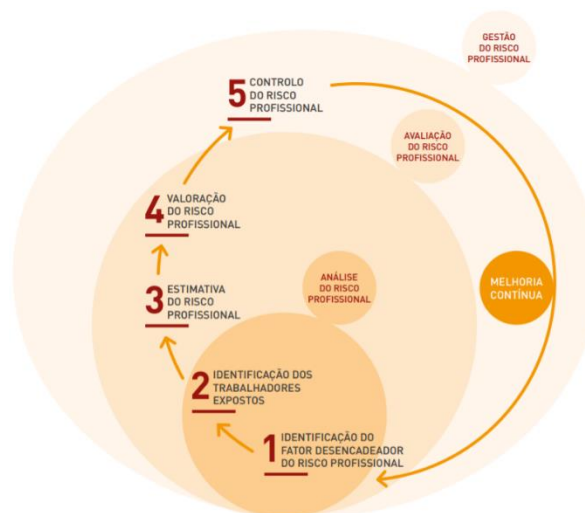 GESTÃO
DO RISCO
PROFISSIONAL
5 CONTROLO
DO RISCO
PROFISSIONAL
AVALIAÇÃO
DO RISCO
PROFISSIONAL
4 VALORAÇÃO
DO RISCO
PROFISSIONAL
3 ESTIMATIVA
DO RISCO
PROFISSIONAL
ANÁLISE
DO RISCO
PROFISSIONAL
MELHORIA
CONTÍNUA
2 IDENTIFICAÇÃO DOS
TRABALHADORES
EXPOSTOS
1 IDENTIFICAÇÃO DO
FATOR DESENCADEADOR
DO RISCO PROFISSIONAL